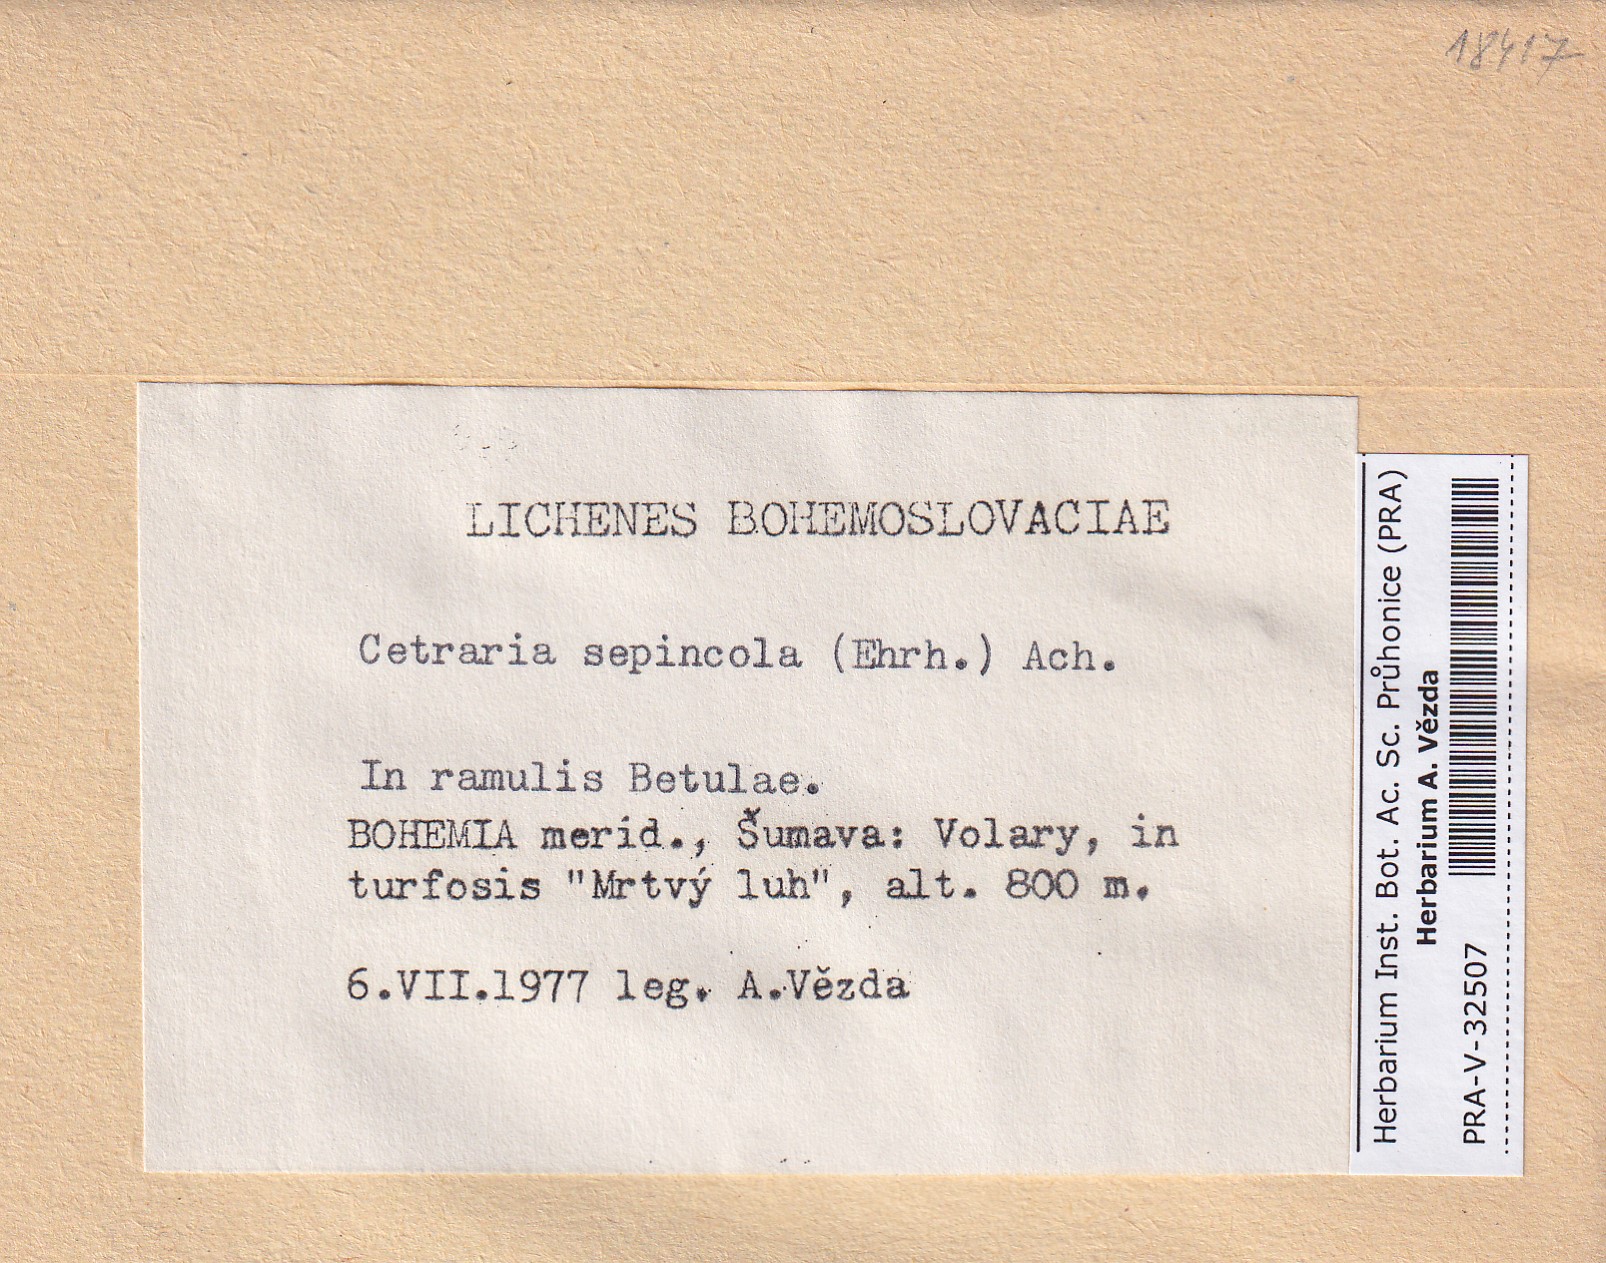 18417
LICHENES BOHEMOSLOVACIAE
Cetraria sepincola (Ehrh.) Ach.
In ramulis Betulae.
BOHEMIA merid., Šumava: Volary, in
turfosis "Mrtvý luh", alt. 800 m.
6.VII.1977 leg. A.Vězda
Herbarium Inst. Bot. Ac. Sc. Průhonice (PRA)
Herbarium A. Vězda
PRA-V-32507